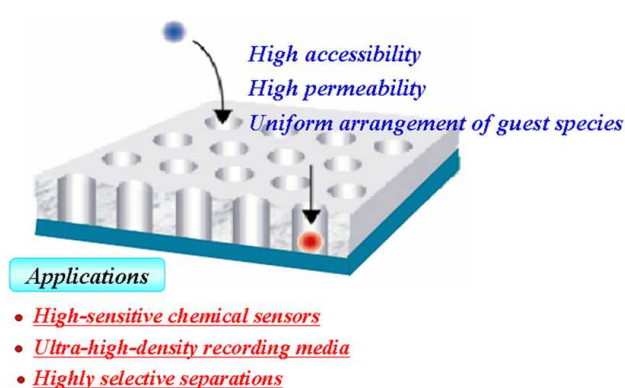 High accessibility
High permeability
Uniform arrangement of guest species
Applications
• High-sensitive chemical sensors
• Ultra-high-density recording media
• Highly selective separations